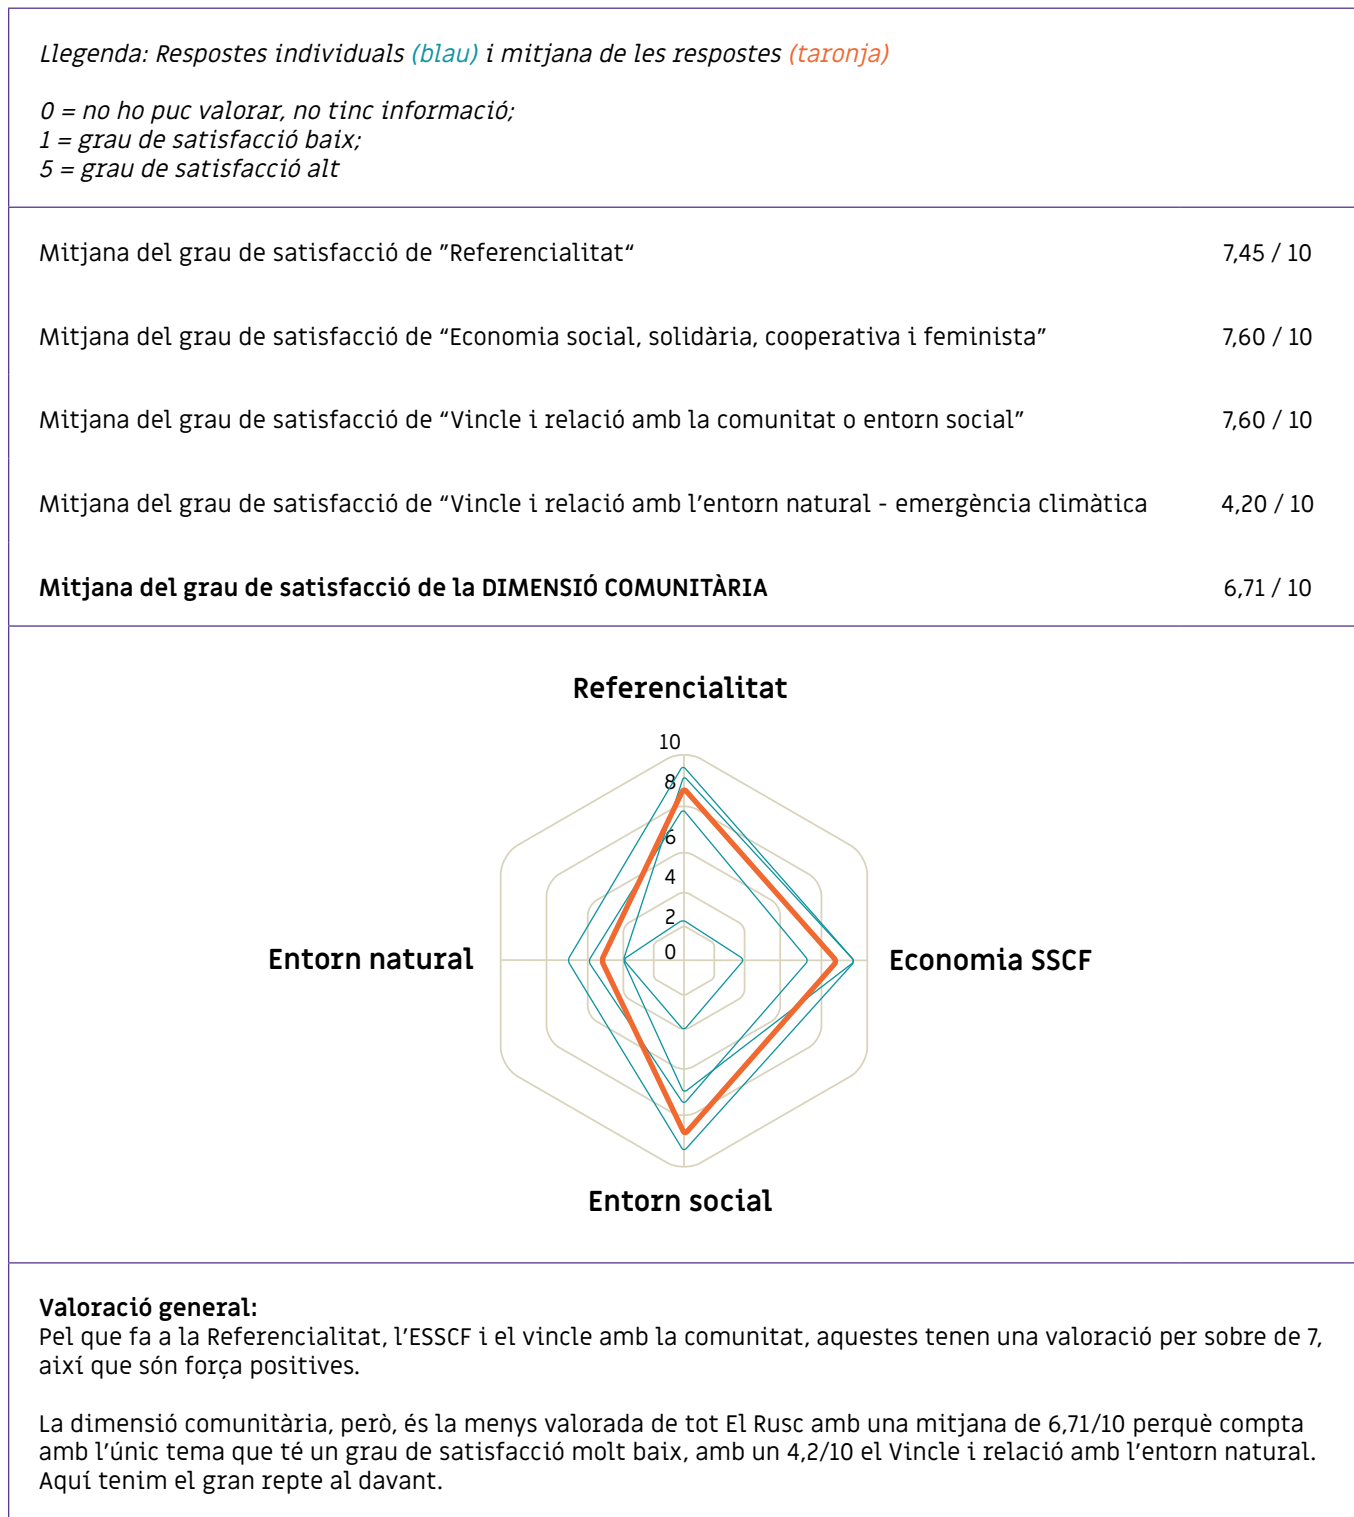 Llegenda: Respostes individuals (blau) i mitjana de les respostes (taronja)
0 = no ho puc valorar, no tinc informació;
1 = grau de satisfacció baix;
5 = grau de satisfacció alt
Mitjana del grau de satisfacció de ”Referencialitat“ 7,45 / 10
Mitjana del grau de satisfacció de “Economia social, solidària, cooperativa i feminista” 7,60 / 10
Mitjana del grau de satisfacció de “Vincle i relació amb la comunitat o entorn social” 7,60 / 10
Mitjana del grau de satisfacció de “Vincle i relació amb l'entorn natural - emergència climàtica 4,20 / 10
Mitjana del grau de satisfacció de la DIMENSIÓ COMUNITÀRIA 6,71 / 10
Referencialitat
10
8
6
4
2
0
Entorn natural
Economia SSCF
Entorn social
Valoració general:
Pel que fa a la Referencialitat, l'ESSCF i el vincle amb la comunitat, aquestes tenen una valoració per sobre de 7,
així que són força positives.
La dimensió comunitària, però, és la menys valorada de tot El Rusc amb una mitjana de 6,71/10 perquè compta
amb l'únic tema que té un grau de satisfacció molt baix, amb un 4,2/10 el Vincle i relació amb l'entorn natural.
Aquí tenim el gran repte al davant.